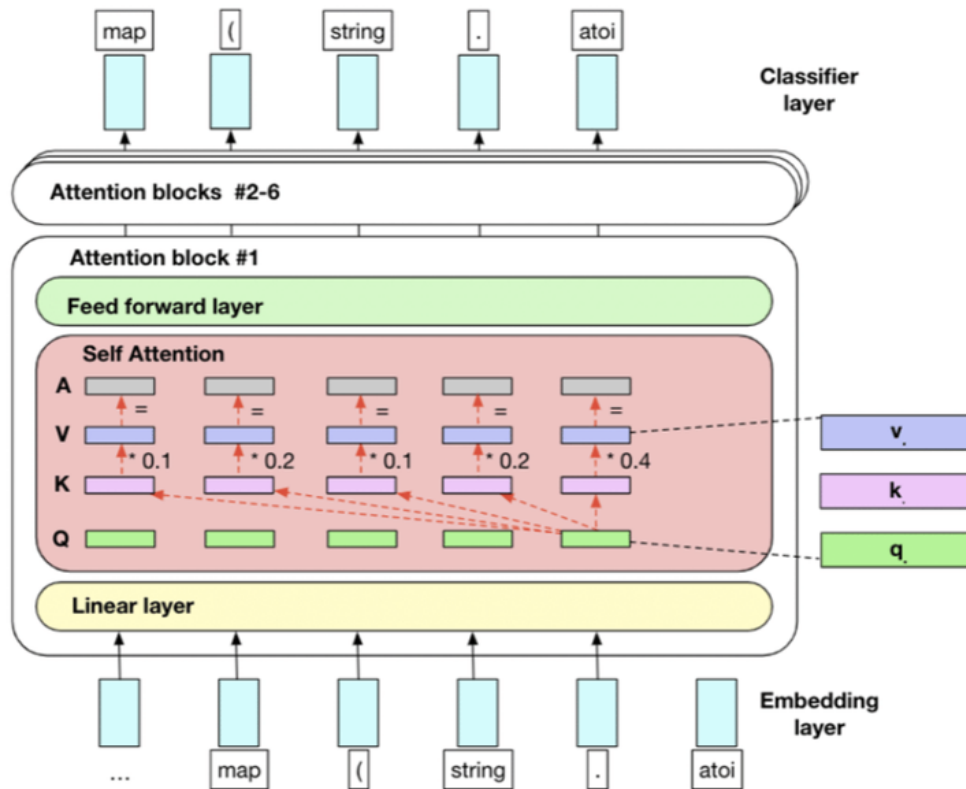 map ( string . atoi
Classifier
layer
Attention blocks #2-6
Attention block #1
Feed forward layer
Self Attention
A
= = = = =
V
v.
* 0.1 * 0.2 * 0.1 * 0.2 * 0.4
K
k.
Q
q.
Linear layer
Embedding
layer
... map ( string . atoi